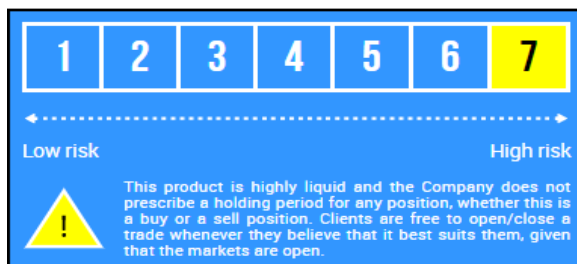 1 2 3 4 5 6 7
Low risk High risk
This product is highly liquid and the Company does not
prescribe a holding period for any position, whether this is
a buy or a sell position. Clients are free to open/close a
trade whenever they believe that it best suits them, given
that the markets are open.
!